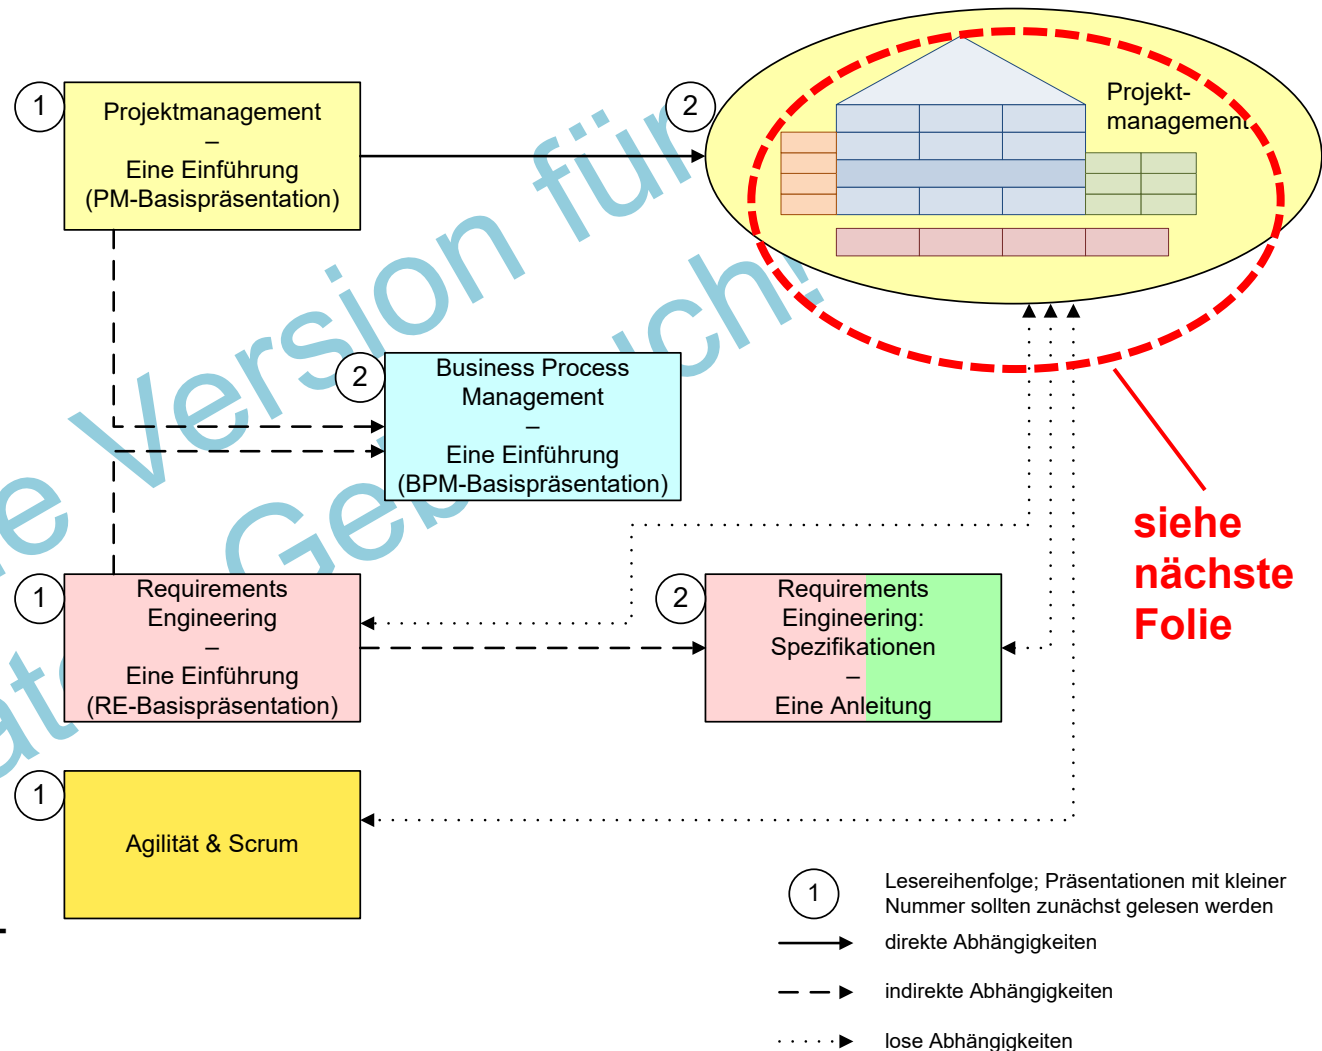 1
Projektmanagement
–
Eine Einführung
(PM-Basispräsentation)
2
Projekt-
management
2
Business Process
Management
–
Eine Einführung
(BPM-Basispräsentation)
siehe
nächste
Folie
1
Requirements
Engineering
–
Eine Einführung
(RE-Basispräsentation)
2
Requirements
Eingineering:
Spezifikationen
–
Eine Anleitung
1
Agilität & Scrum
1
Lesereihenfolge; Präsentationen mit kleiner
Nummer sollten zunächst gelesen werden
direkte Abhängigkeiten
indirekte Abhängigkeiten
lose Abhängigkeiten
Version für